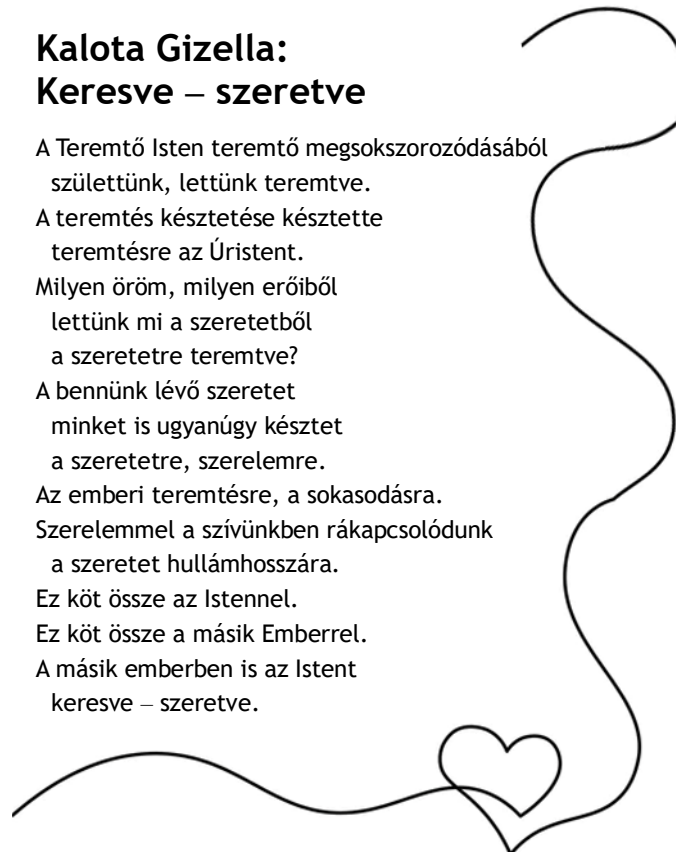 Kalota Gizella:
Keresve – szeretve
A Teremtő Isten teremtő megsokszorozódásából
születtünk, lettünk teremtve.
A teremtés késztetése késztette
teremtésre az Úristent.
Milyen öröm, milyen erőiből
lettünk mi a szeretetből
a szeretetre teremtve?
A bennünk lévő szeretet
minket is ugyanúgy késztet
a szeretetre, szerelemre.
Az emberi teremtésre, a sokasodásra.
Szerelemmel a szívünkben rákapcsolódunk
a szeretet hullámhosszára.
Ez köt össze az Istennel.
Ez köt össze a másik Emberrel.
A másik emberben is az Istent
keresve – szeretve.